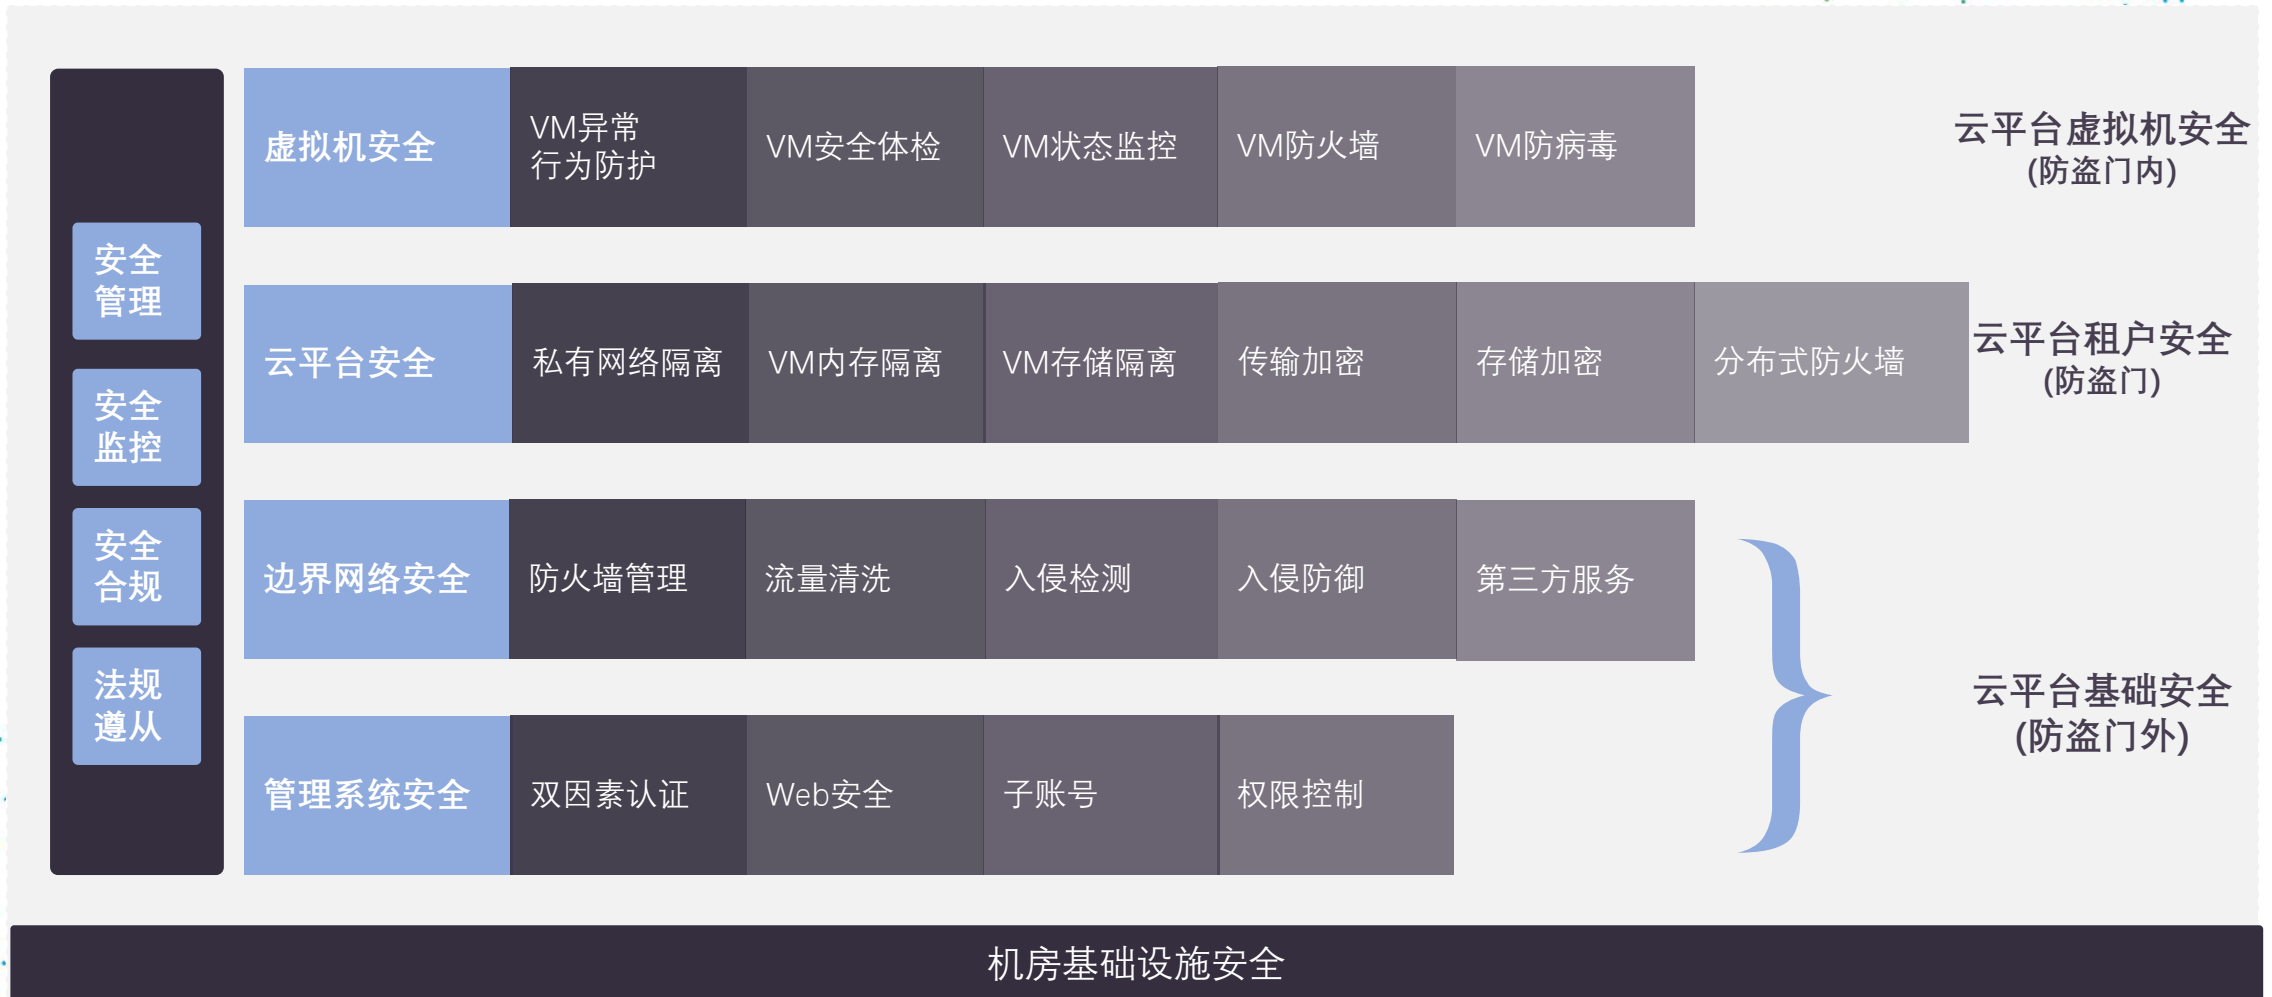 安全
管理
安全
监控
安全
合规
法规
遵从
虚拟机安全
VM异常
行为防护
VM安全体检
VM状态监控
VM防火墙
VM防病毒
云平台虚拟机安全
(防盗门内)
云平台安全
私有网络隔离
VM内存隔离
VM存储隔离
传输加密
存储加密
分布式防火墙
云平台租户安全
(防盗门)
边界网络安全
防火墙管理
流量清洗
入侵检测
入侵防御
第三方服务
管理系统安全
双因素认证
Web安全
子账号
权限控制
云平台基础安全
(防盗门外)
机房基础设施安全